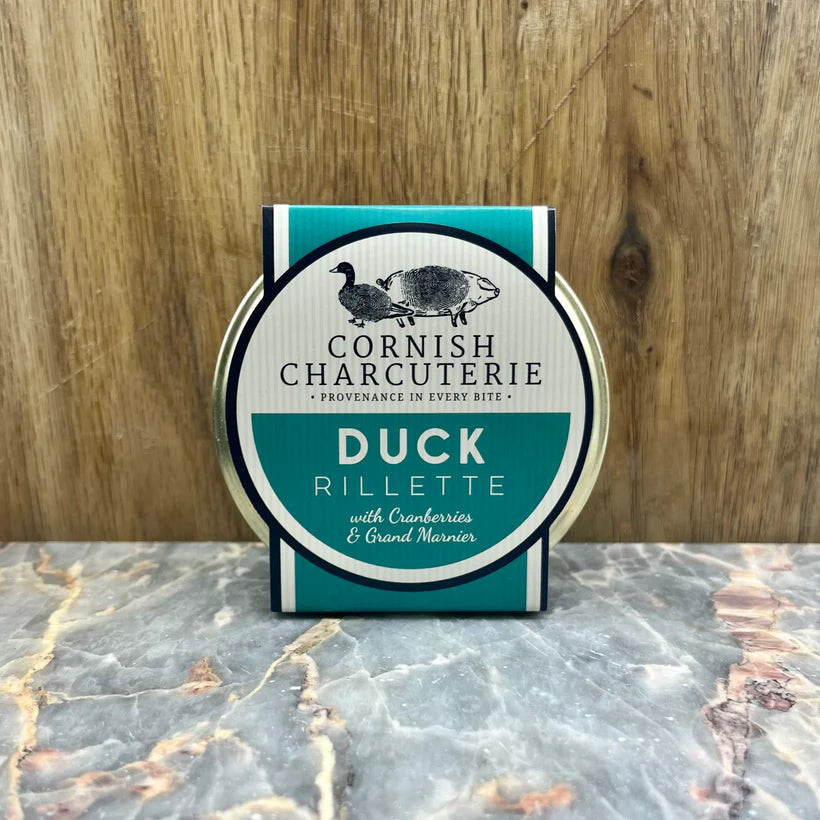 CORNISH
CHARCUTERIE
• PROVENANCE IN EVERY BITE •
DUCK
RILLETTE
with Cranberries
& Grand Marnier